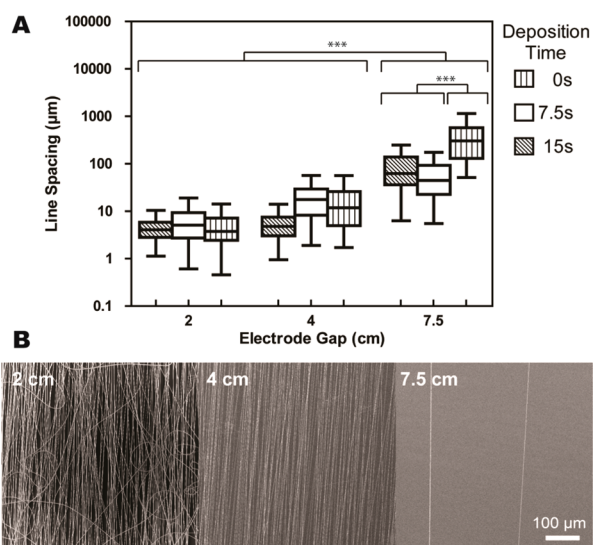 A
100000
10000
1000
100
10
1
0.1
Line Spacing (µm)
***
***
Deposition
Time
0s
7.5s
15s
2
4
7.5
Electrode Gap (cm)
B
2 cm
4 cm
7.5 cm
100 µm